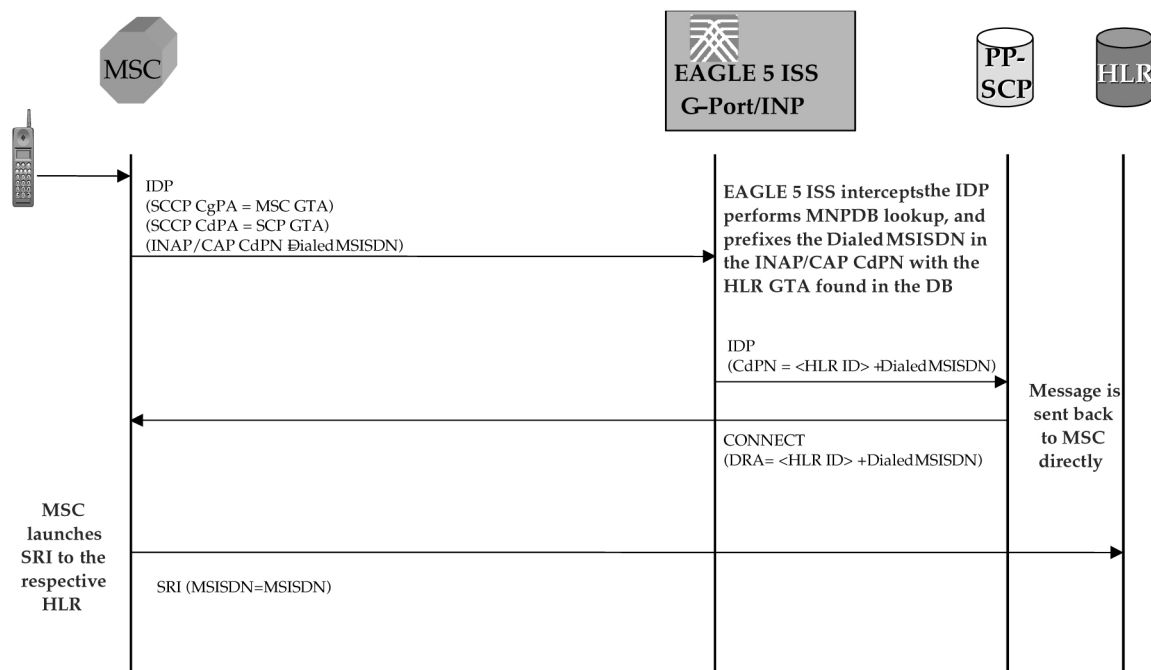 MSC
EAGLE 5 ISS
G-Port/INP
PP-
SCP
HLR
IDP
(SCCP CgPA = MSC GTA)
(SCCP CdPA = SCP GTA)
(INAP/CAP CdPN =DialedMSISDN)
EAGLE 5 ISS interceptsthe IDP
performs MNPDB lookup, and
prefixes the DialedMSISDN in
the INAP/CAP CdPN with the
HLR GTA found in the DB
IDP
(CdPN = <HLR ID> +DialedMSISDN)
Message is
sent back
to MSC
directly
CONNECT
(DRA= <HLR ID> +DialedMSISDN)
MSC
launches
SRI to the
respective
HLR
SRI (MSISDN=MSISDN)